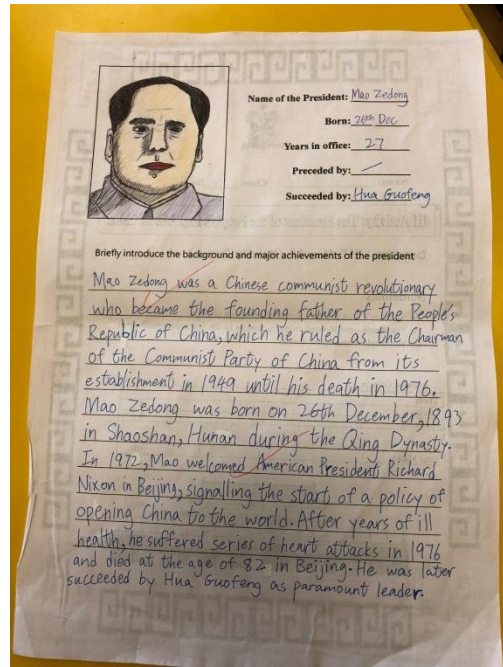 Name of the President: Mao Zedong
Born: 26th Dec
Years in office: 27
Preceded by: /
Succeeded by: Hua Guofeng
Briefly introduce the background and major achievements of the president
Mao Zedong was a Chinese communist revolutionary
who became the founding father of the People's
Republic of China, which he ruled as the Chairman
of the Communist Party of China from its
establishment in 1949 until his death in 1976.
Mao Zedong was born on 26th December, 1893
in Shaoshan, Hunan during the Qing Dynasty.
In 1972, Mao welcomed American President Richard
Nixon in Beijing, signalling the start of a policy of
opening China to the world. After years of ill
health, he suffered series of heart attacks in 1976
and died at the age of 82 in Beijing. He was later
succeeded by Hua Guofeng as paramount leader.